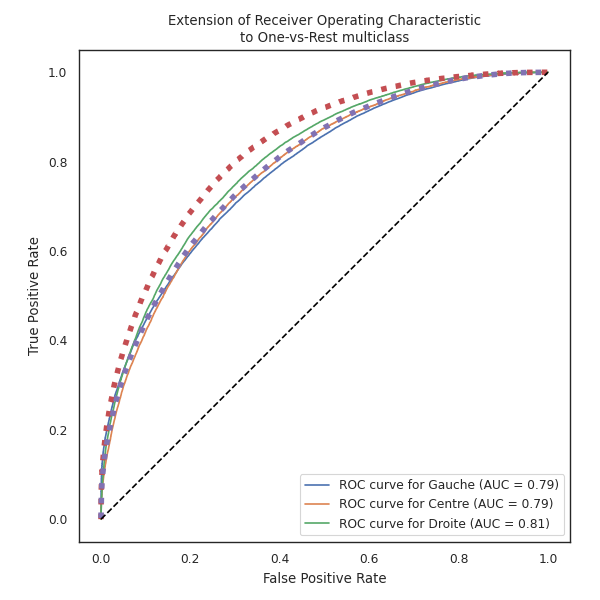 Extension of Receiver Operating Characteristic
to One-vs-Rest multiclass
True Positive Rate
1.0
0.8
0.6
0.4
0.2
0.0
ROC curve for Gauche (AUC = 0.79)
ROC curve for Centre (AUC = 0.79)
ROC curve for Droite (AUC = 0.81)
0.0 0.2 0.4 0.6 0.8 1.0
False Positive Rate